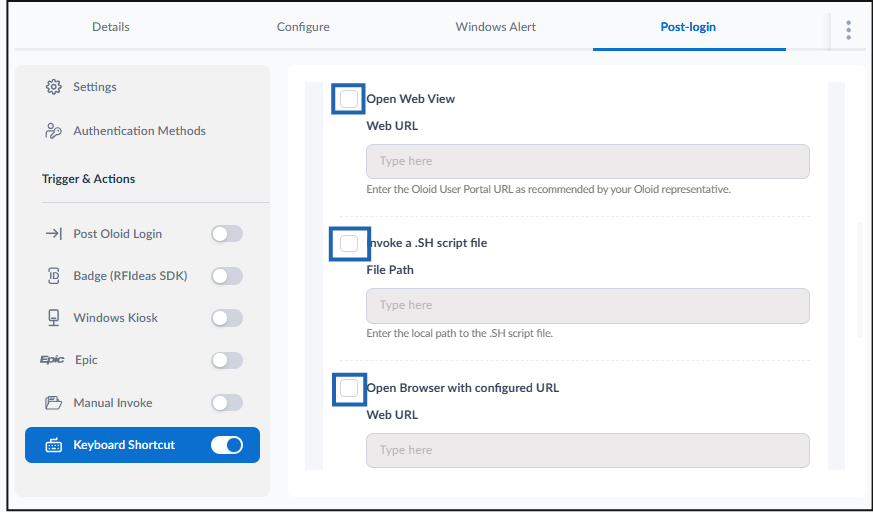 Details
Configure
Windows Alert
Post-login
Settings
Authentication Methods
Trigger & Actions
Post Oloid Login
Badge (RFIdeas SDK)
Windows Kiosk
Epic Epic
Manual Invoke
Keyboard Shortcut
Open Web View
Web URL
Type here
Enter the Oloid User Portal URL as recommended by your Oloid representative.
Invoke a .SH script file
File Path
Type here
Enter the local path to the .SH script file.
Open Browser with configured URL
Web URL
Type here